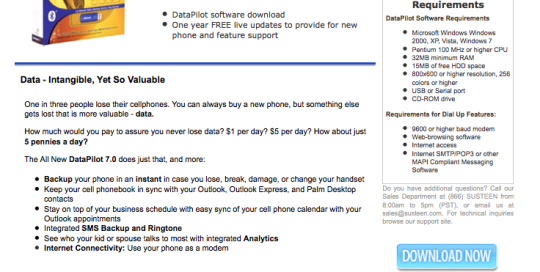 DataPilot software download
One year FREE live updates to provide for new
phone and feature support
Data - Intangible, Yet So Valuable
One in three people lose their cellphones. You can always buy a new phone, but something else
gets lost that is more valuable - data.
How much would you pay to assure you never lose data? $1 per day? $5 per day? How about just
5 pennies a day?
The All New DataPilot 7.0 does just that, and more:
Backup your phone in an instant in case you lose, break, damage, or change your handset
Keep your cell phonebook in sync with your Outlook, Outlook Express, and Palm Desktop
contacts
Stay on top of your business schedule with easy sync of your cell phone calendar with your
Outlook appointments
Integrated SMS Backup and Ringtone
See who your kid or spouse talks to most with integrated Analytics
Internet Connectivity: Use your phone as a modem
Requirements
DataPilot Software Requirements
Microsoft Windows Windows
2000, XP, Vista, Windows 7
Pentium 100 MHz or higher CPU
32MB minimum RAM
15MB of free HDD space
800x600 or higher resolution, 256
colors or higher
USB or Serial port
CD-ROM drive
Requirements for Dial Up Features:
9600 or higher baud modem
Web-browsing software
Internet access
Internet SMTP/POP3 or other
MAPI Compliant Messaging
Software
Do you have additional questions? Call our
Sales Department at (866) SUSTEEN from
8:00am to 5pm (PST), or email us at
sales@susteen.com. For technical inquiries
browse our support site.
DOWNLOAD NOW